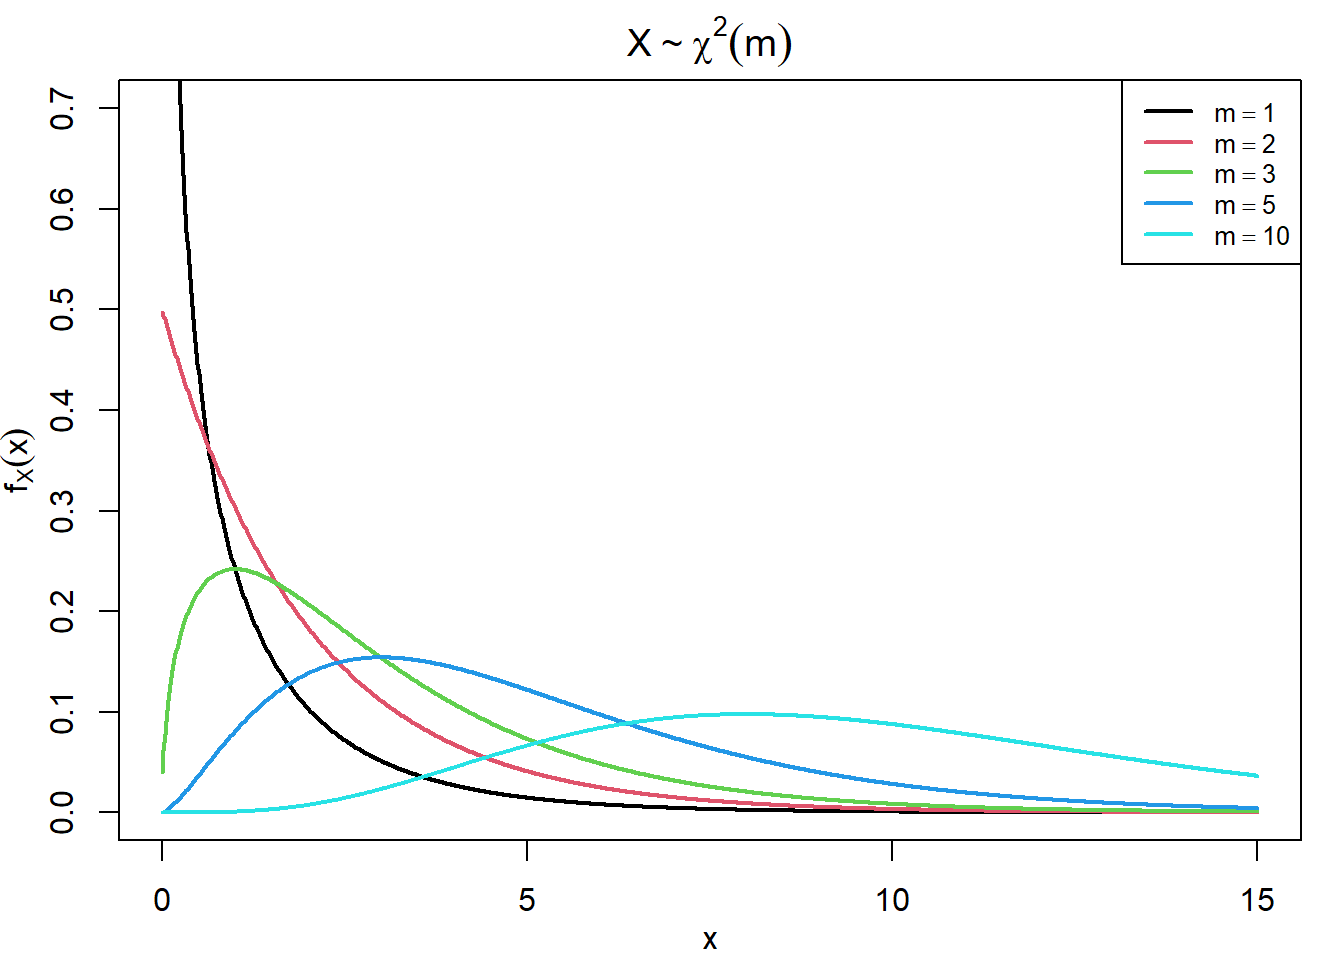 X ~ χ²(m)
m = 1
m = 2
m = 3
m = 5
m = 10
0.7
0.6
0.5
0.4
0.3
0.2
0.1
0.0
fX(x)
0 5 10 15
x